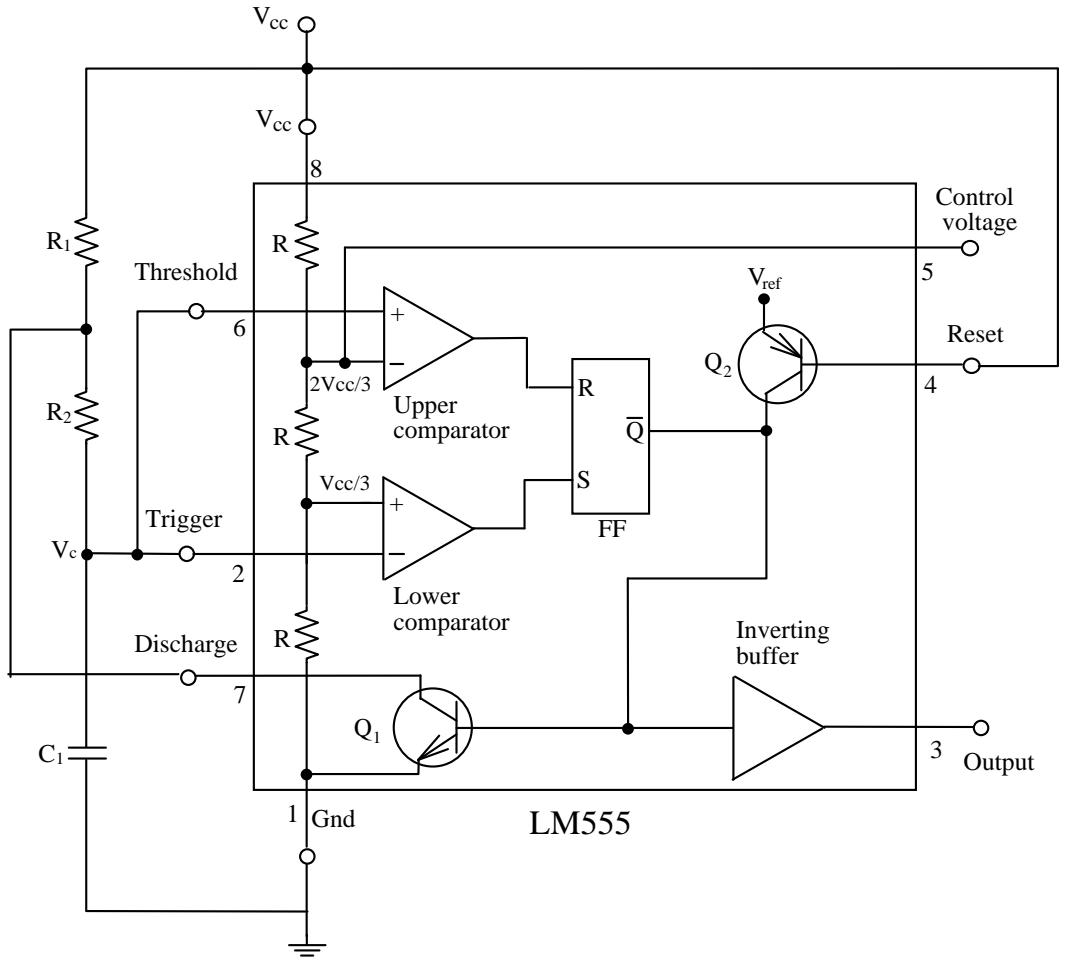 Vcc
Vcc
8
Control
voltage
R1
R
Threshold
5
Vref
+
6
Reset
Q2
−
2Vcc/3
R
4
R2
Upper
comparator
R
Q̅
Vcc/3
S
+
Trigger
FF
Vc
−
2
Lower
comparator
R
Inverting
buffer
Discharge
7
Q1
C1
3
Output
1
Gnd
LM555